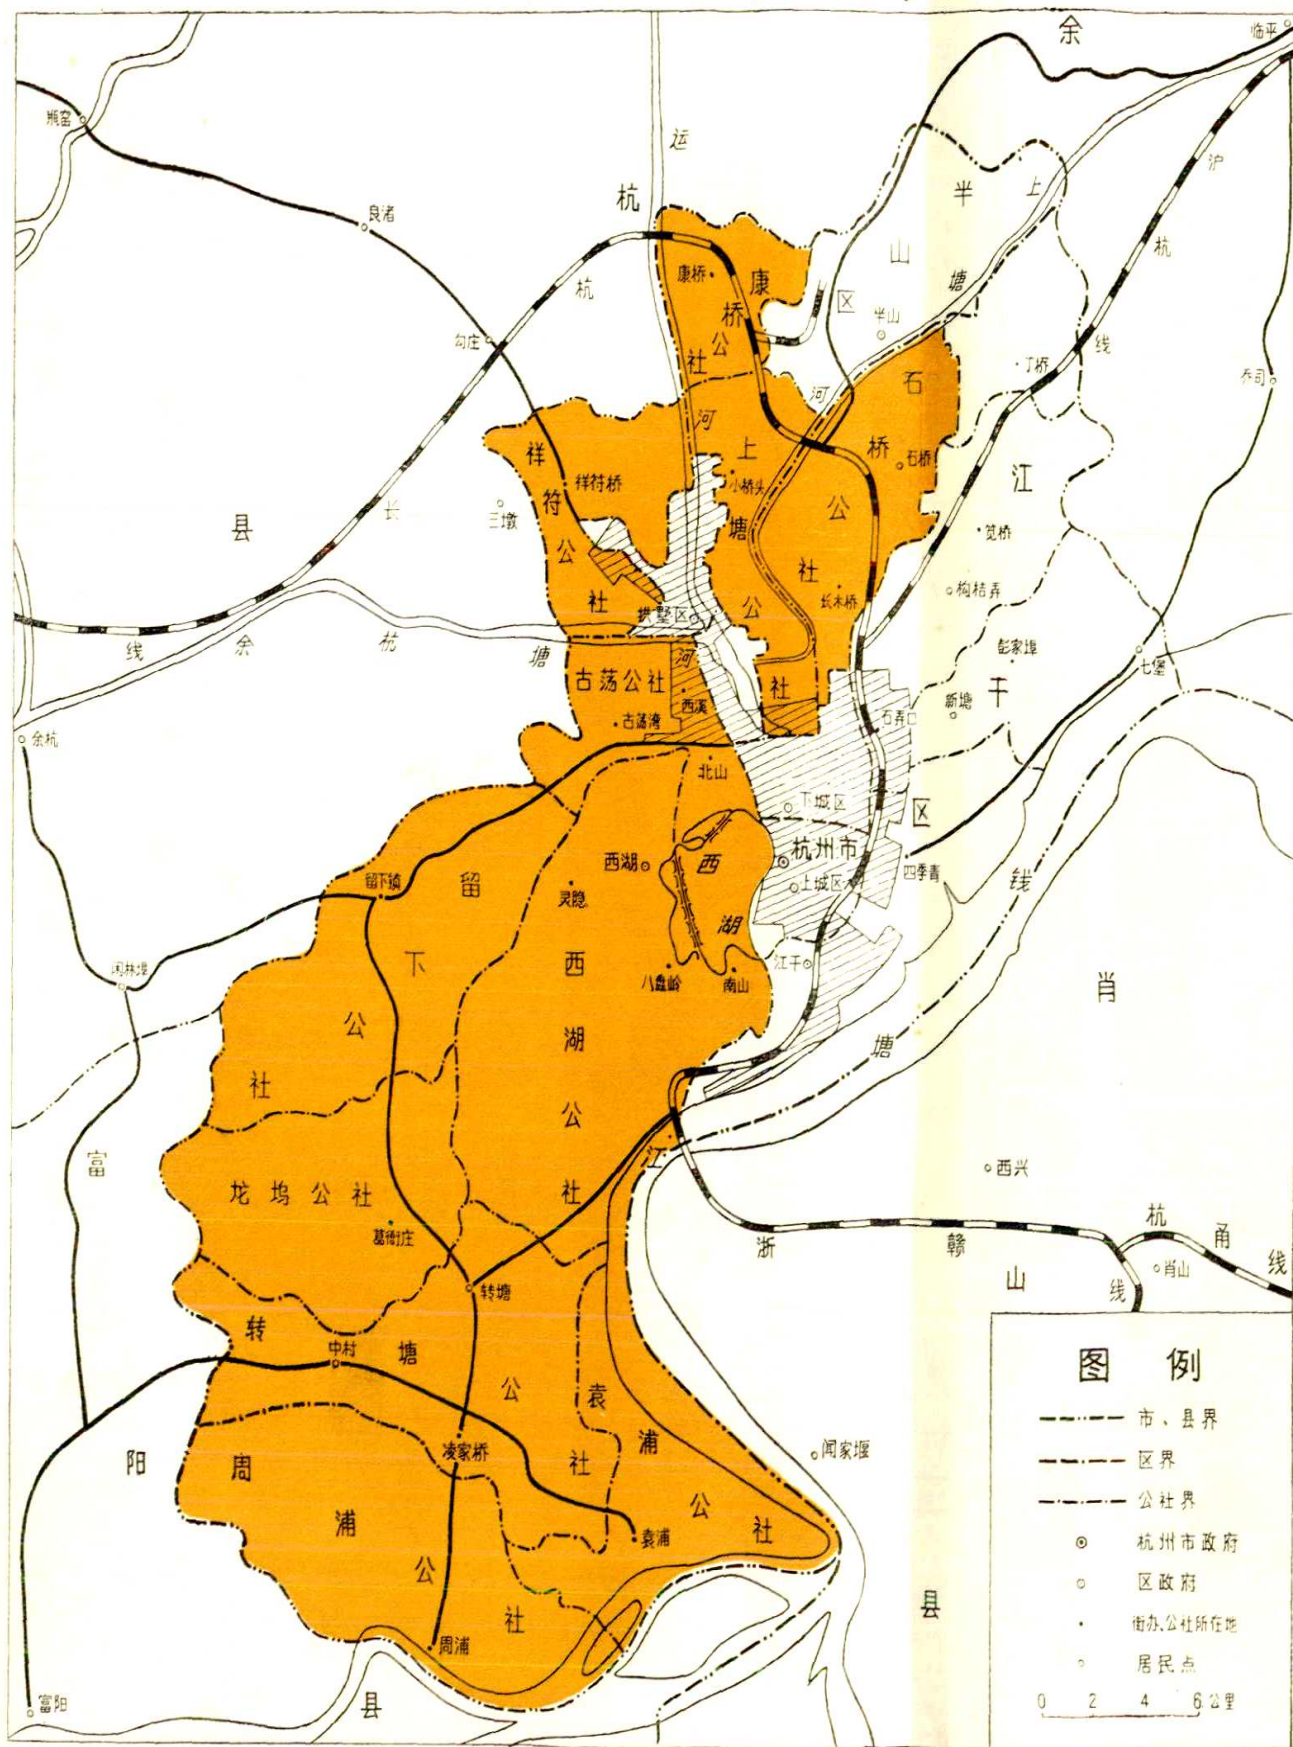 余
临平
瓶窑
运
沪
半
上
杭
良渚
山
杭
康桥
康
塘
杭
桥
区
半山
公
勾庄
社
线
丁桥
石
乔司
河
河
祥
上
桥
石桥
江
祥符桥
小桥头
符
长
三墩
塘
公
县
笕桥
公
社
长木桥
构桔弄
社
公
拱墅区
线
余
杭
塘
河
彭家埠
七堡
古荡公社
社
干
西溪
古荡湾
石弄口
新塘
余杭
北山
下城区
区
杭州市
西湖
西
四季青
留下镇
留
灵隐
上城区
钱
湖
下
西
江干
闲林埠
八盘岭
南山
肖
公
湖
塘
社
公
江
富
西兴
龙坞公社
社
葛衙庄
杭
甬
浙
赣
线
山
肖山
线
转塘
转
中村
塘
公
袁
图例
市、县界
浦
凌家桥
社
闻家堰
区界
阳
周
公
公社界
浦
社
袁浦
杭州市政府
公
区政府
社
县
街办、公社所在地
周浦
居民点
富阳
县
0 2 4 6公里